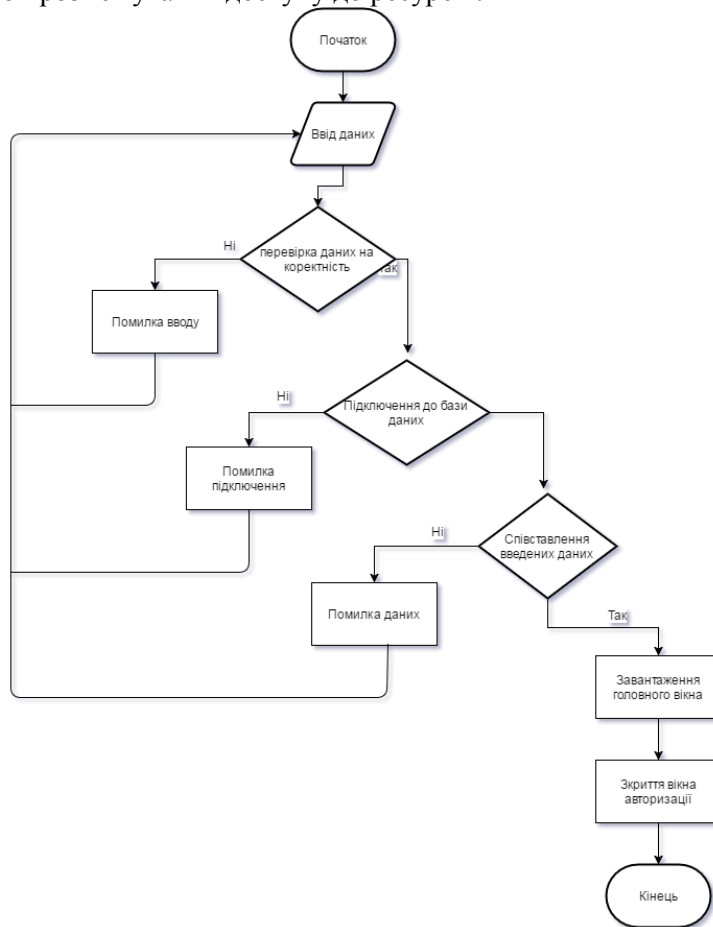 Початок
Ввід даних
перевірка даних на
коректність
Ні
Так
Помилка вводу
Підключення до бази
даних
Ні
Помилка
підключення
Співставлення
введених даних
Ні
Помилка даних
Так
Завантаження
головного вікна
Зкриття вікна
авторизації
Кінець